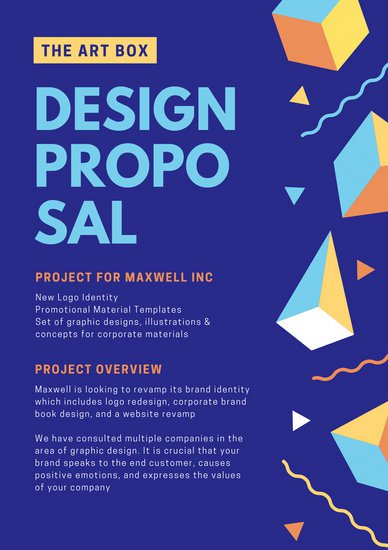 THE ART BOX
DESIGN
PROPO
SAL
PROJECT FOR MAXWELL INC
New Logo Identity
Promotional Material Templates
Set of graphic designs, illustrations &
concepts for corporate materials
PROJECT OVERVIEW
Maxwell is looking to revamp its brand identity
which includes logo redesign, corporate brand
book design, and a website revamp
We have consulted multiple companies in the
area of graphic design. It is crucial that your
brand speaks to the end customer, causes
positive emotions, and expresses the values
of your company